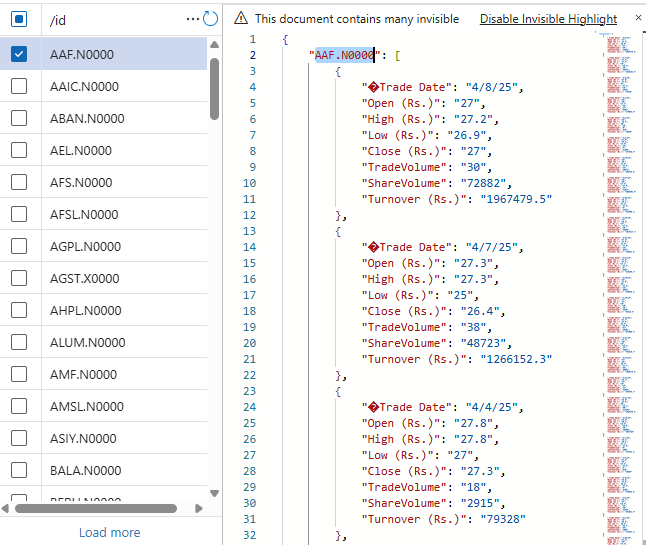 /id
...
AAF.N0000
AAIC.N0000
ABAN.N0000
AEL.N0000
AFS.N0000
AFSL.N0000
AGPL.N0000
AGST.X0000
AHPL.N0000
ALUM.N0000
AMF.N0000
AMSL.N0000
ASIY.N0000
BALA.N0000
Load more
This document contains many invisible Disable Invisible Highlight ×
1 {
2 "AAF.N0000": [
3 {
4 "�Trade Date": "4/8/25",
5 "Open (Rs.)": "27",
6 "High (Rs.)": "27.2",
7 "Low (Rs.)": "26.9",
8 "Close (Rs.)": "27",
9 "TradeVolume": "30",
10 "ShareVolume": "72882",
11 "Turnover (Rs.)": "1967479.5"
12 },
13 {
14 "�Trade Date": "4/7/25",
15 "Open (Rs.)": "27.3",
16 "High (Rs.)": "27.3",
17 "Low (Rs.)": "25",
18 "Close (Rs.)": "26.4",
19 "TradeVolume": "38",
20 "ShareVolume": "48723",
21 "Turnover (Rs.)": "1266152.3"
22 },
23 {
24 "�Trade Date": "4/4/25",
25 "Open (Rs.)": "27.8",
26 "High (Rs.)": "27.8",
27 "Low (Rs.)": "27",
28 "Close (Rs.)": "27.3",
29 "TradeVolume": "18",
30 "ShareVolume": "2915",
31 "Turnover (Rs.)": "79328"
32 },